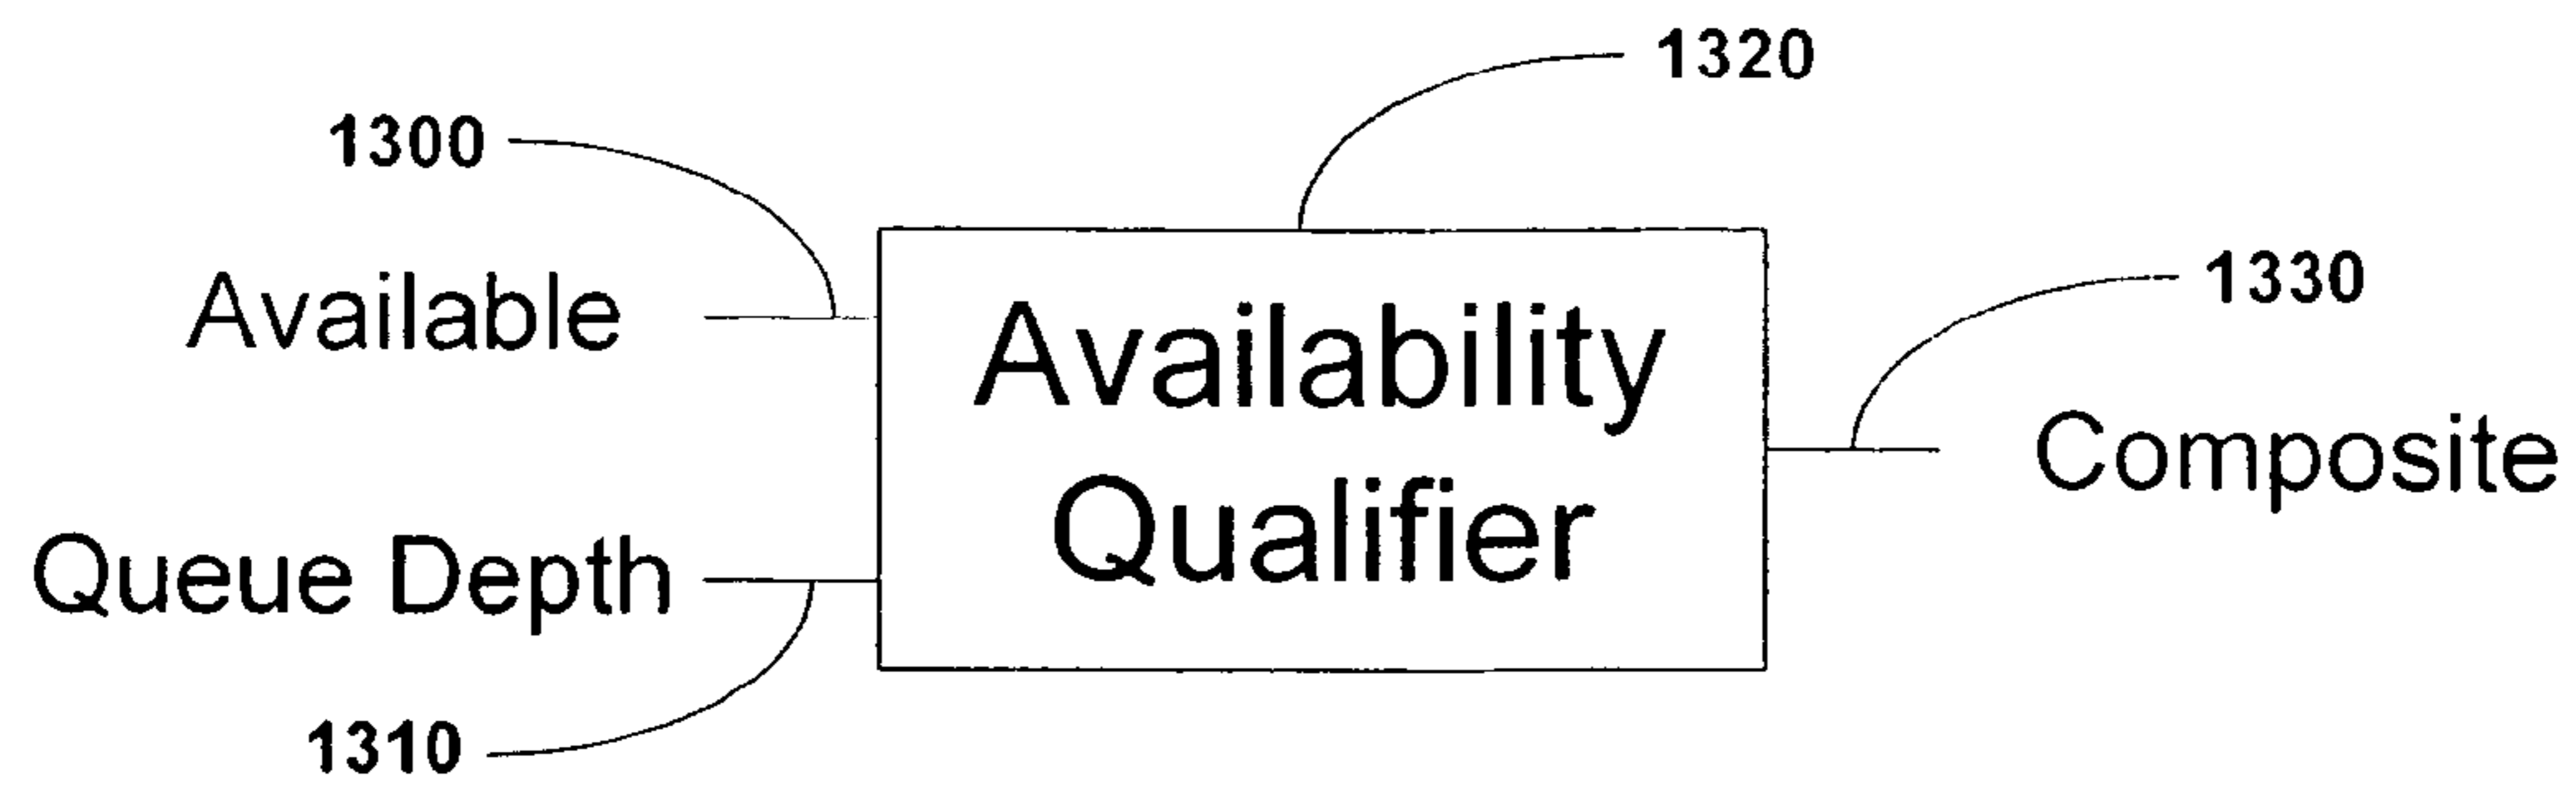 1320
1300
1330
Available
Availability
Qualifier
Composite
Queue Depth
1310